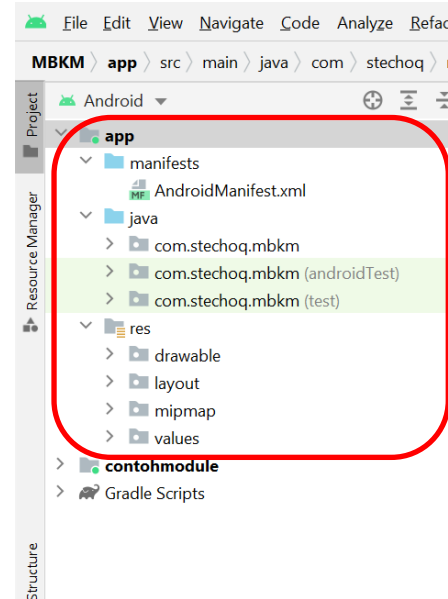 File Edit View Navigate Code Analyze Refac
MBKM app src main java com stechoq
Project
Android
app
manifests
MF AndroidManifest.xml
java
com.stechoq.mbkm
com.stechoq.mbkm (androidTest)
com.stechoq.mbkm (test)
res
drawable
layout
mipmap
values
contohmodule
Gradle Scripts
Resource Manager
Structure